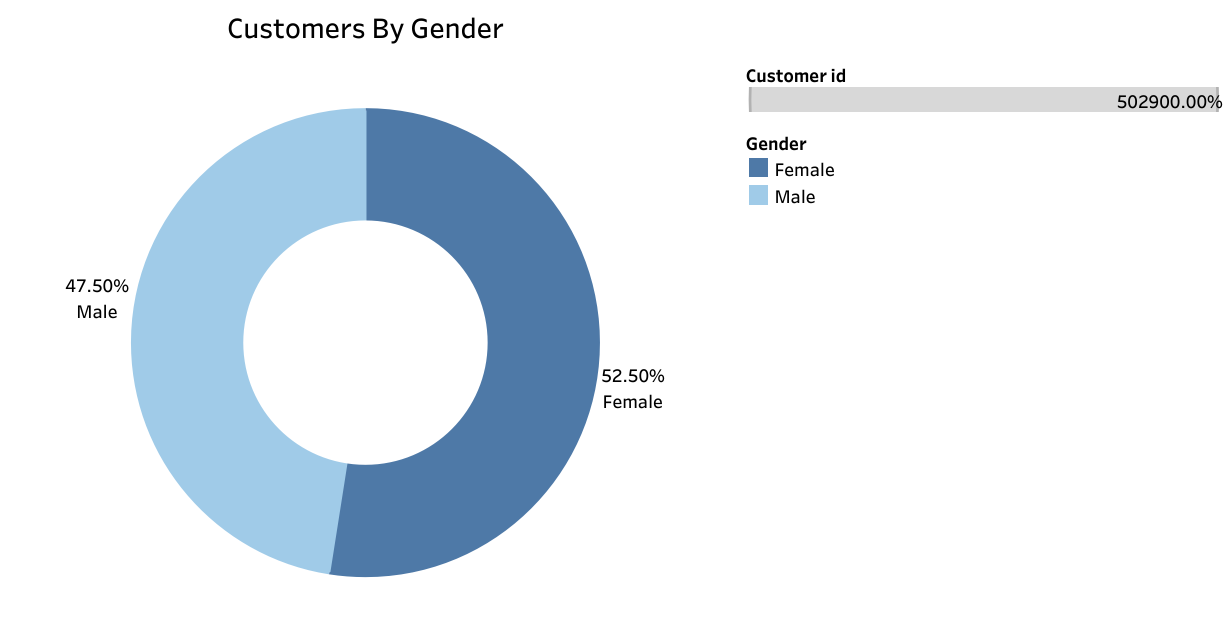 Customers By Gender
Customer id
502900.00%
Gender
Female
Male
47.50%
Male
52.50%
Female